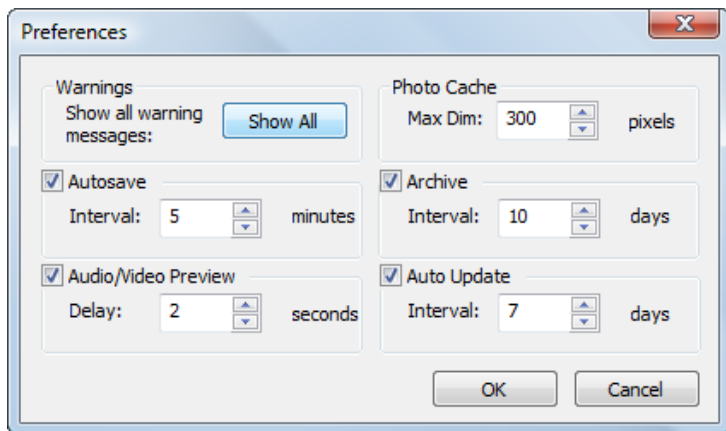 Preferences
Warnings
Show all warning
messages:
Show All
Photo Cache
Max Dim: 300 pixels
Autosave
Interval: 5 minutes
Archive
Interval: 10 days
Audio/Video Preview
Delay: 2 seconds
Auto Update
Interval: 7 days
OK
Cancel